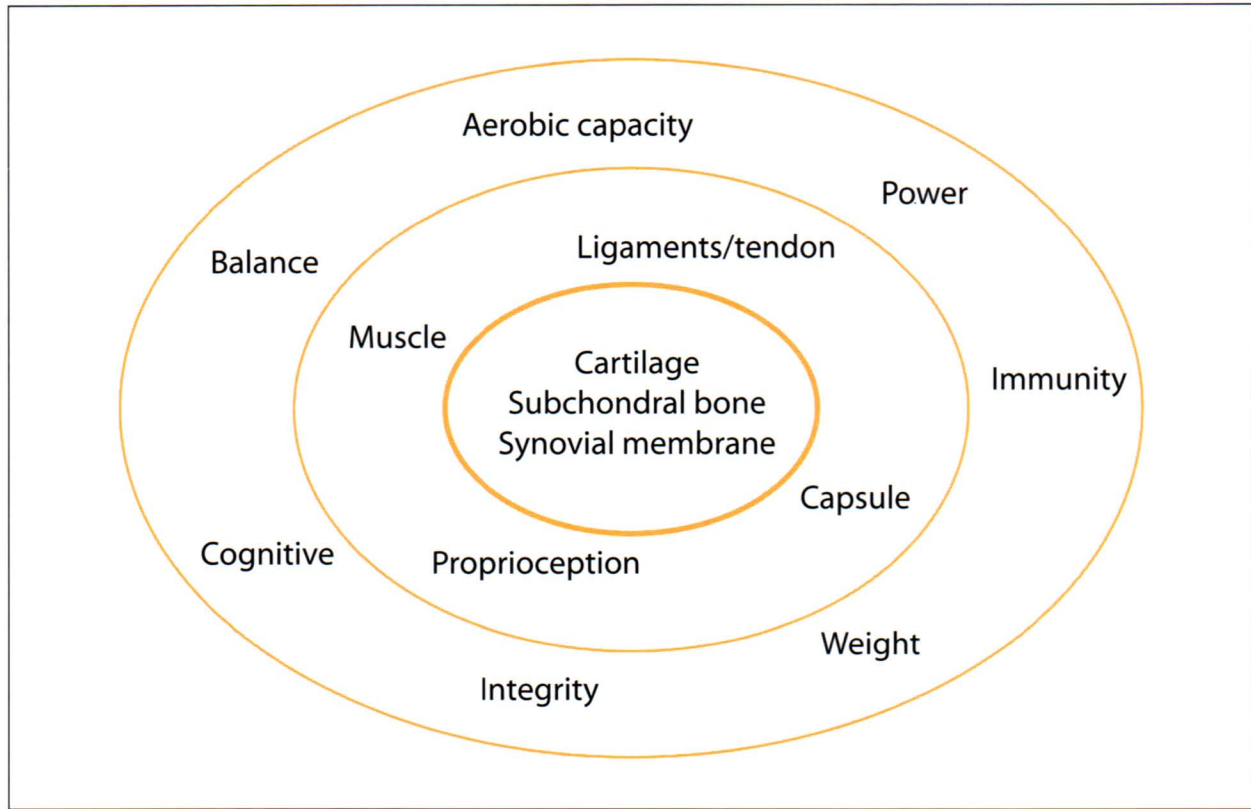 Aerobic capacity
Power
Ligaments/tendon
Balance
Muscle
Cartilage
Subchondral bone
Synovial membrane
Immunity
Capsule
Cognitive
Proprioception
Weight
Integrity